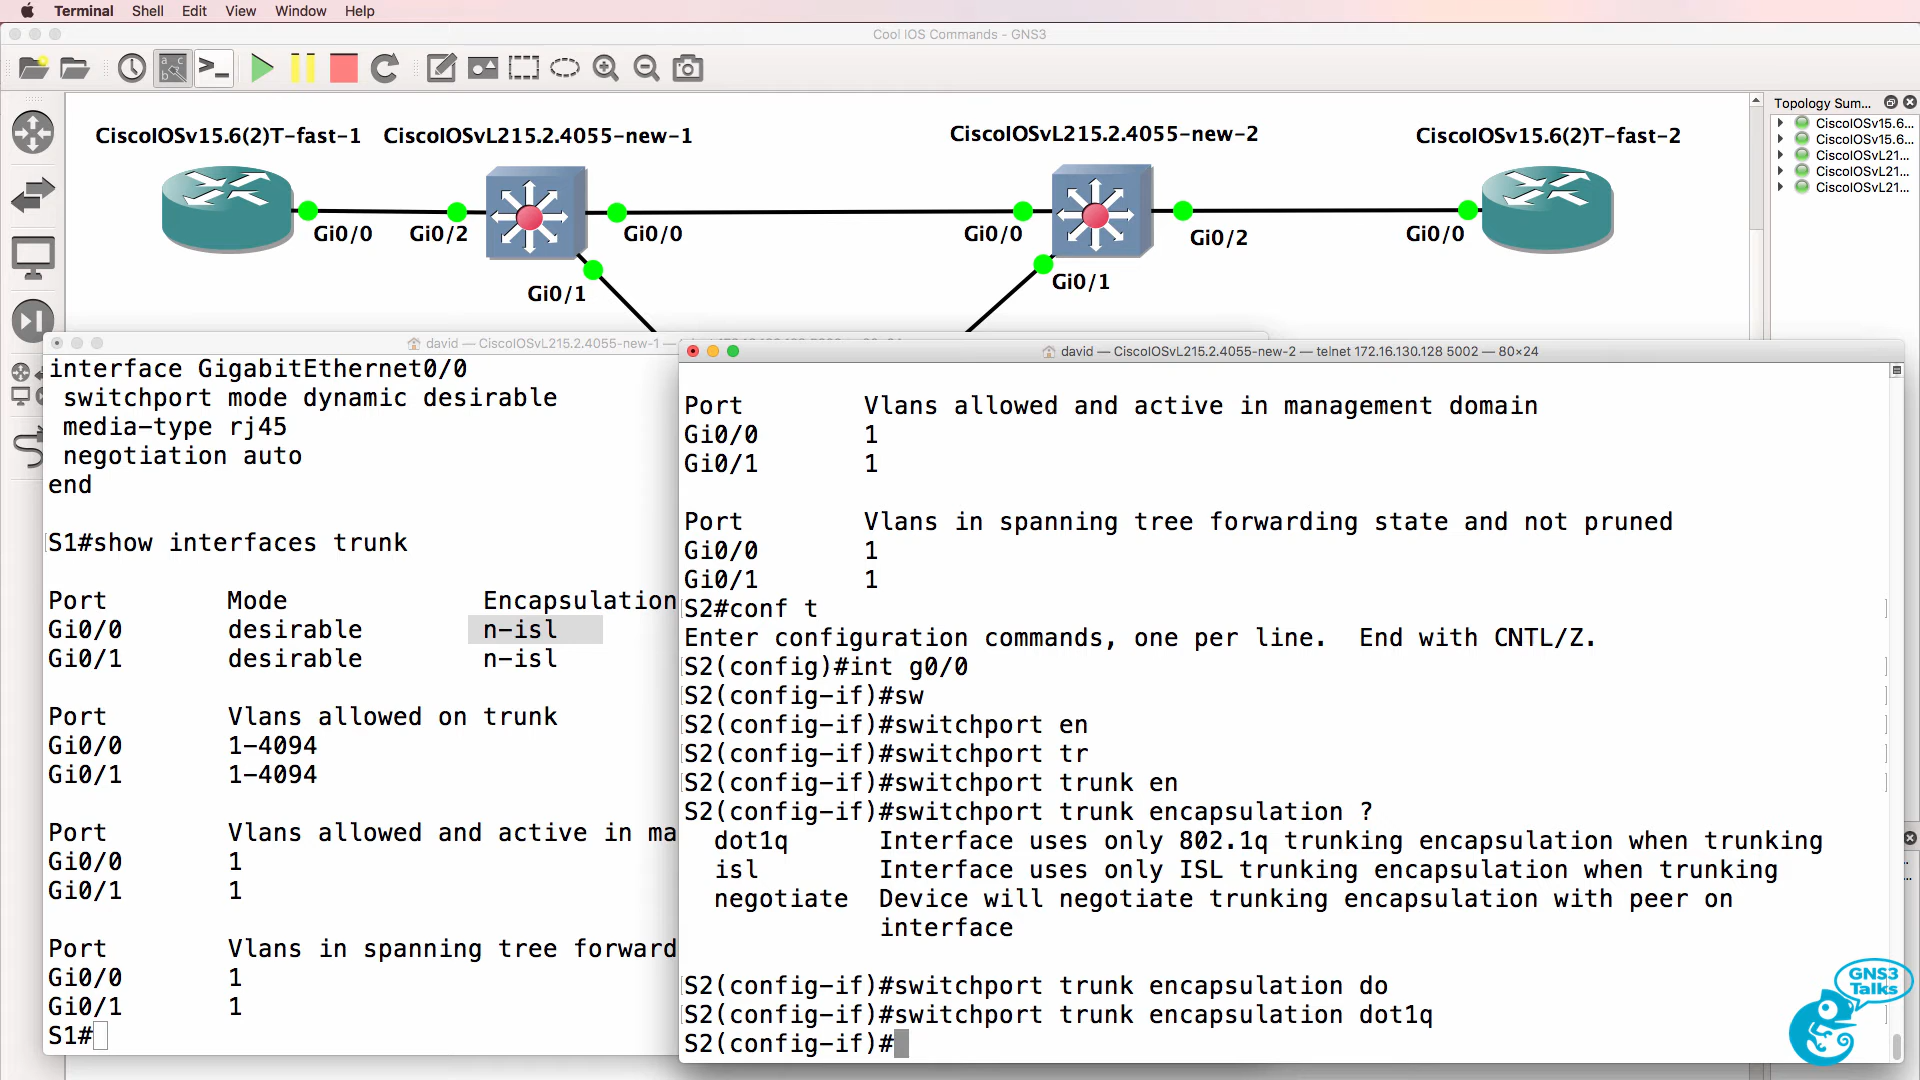 Terminal Shell Edit View Window Help
Cool IOS Commands - GNS3
CiscoIOSv15.6(2)T-fast-1 CiscoIOSvL215.2.4055-new-1 CiscoIOSvL215.2.4055-new-2 CiscoIOSv15.6(2)T-fast-2
Gi0/0 Gi0/2 Gi0/0 Gi0/0 Gi0/2 Gi0/0
Gi0/1 Gi0/1
Topology Sum...
CiscoIOSv15.6...
CiscoIOSv15.6...
CiscoIOSvL21...
CiscoIOSvL21...
CiscoIOSvL21...
david — CiscoIOSvL215.2.4055-new-1 —
interface GigabitEthernet0/0
switchport mode dynamic desirable
media-type rj45
negotiation auto
end
S1#show interfaces trunk
Port Mode Encapsulation
Gi0/0 desirable n-isl
Gi0/1 desirable n-isl
Port Vlans allowed on trunk
Gi0/0 1-4094
Gi0/1 1-4094
Port Vlans allowed and active in ma
Gi0/0 1
Gi0/1 1
Port Vlans in spanning tree forward
Gi0/0 1
Gi0/1 1
S1#
david — CiscoIOSvL215.2.4055-new-2 — telnet 172.16.130.128 5002 — 80×24
Port Vlans allowed and active in management domain
Gi0/0 1
Gi0/1 1
Port Vlans in spanning tree forwarding state and not pruned
Gi0/0 1
Gi0/1 1
S2#conf t
Enter configuration commands, one per line. End with CNTL/Z.
S2(config)#int g0/0
S2(config-if)#sw
S2(config-if)#switchport en
S2(config-if)#switchport tr
S2(config-if)#switchport trunk en
S2(config-if)#switchport trunk encapsulation ?
dot1q Interface uses only 802.1q trunking encapsulation when trunking
isl Interface uses only ISL trunking encapsulation when trunking
negotiate Device will negotiate trunking encapsulation with peer on
interface
S2(config-if)#switchport trunk encapsulation do
S2(config-if)#switchport trunk encapsulation dot1q
S2(config-if)#
GNS3
Talks